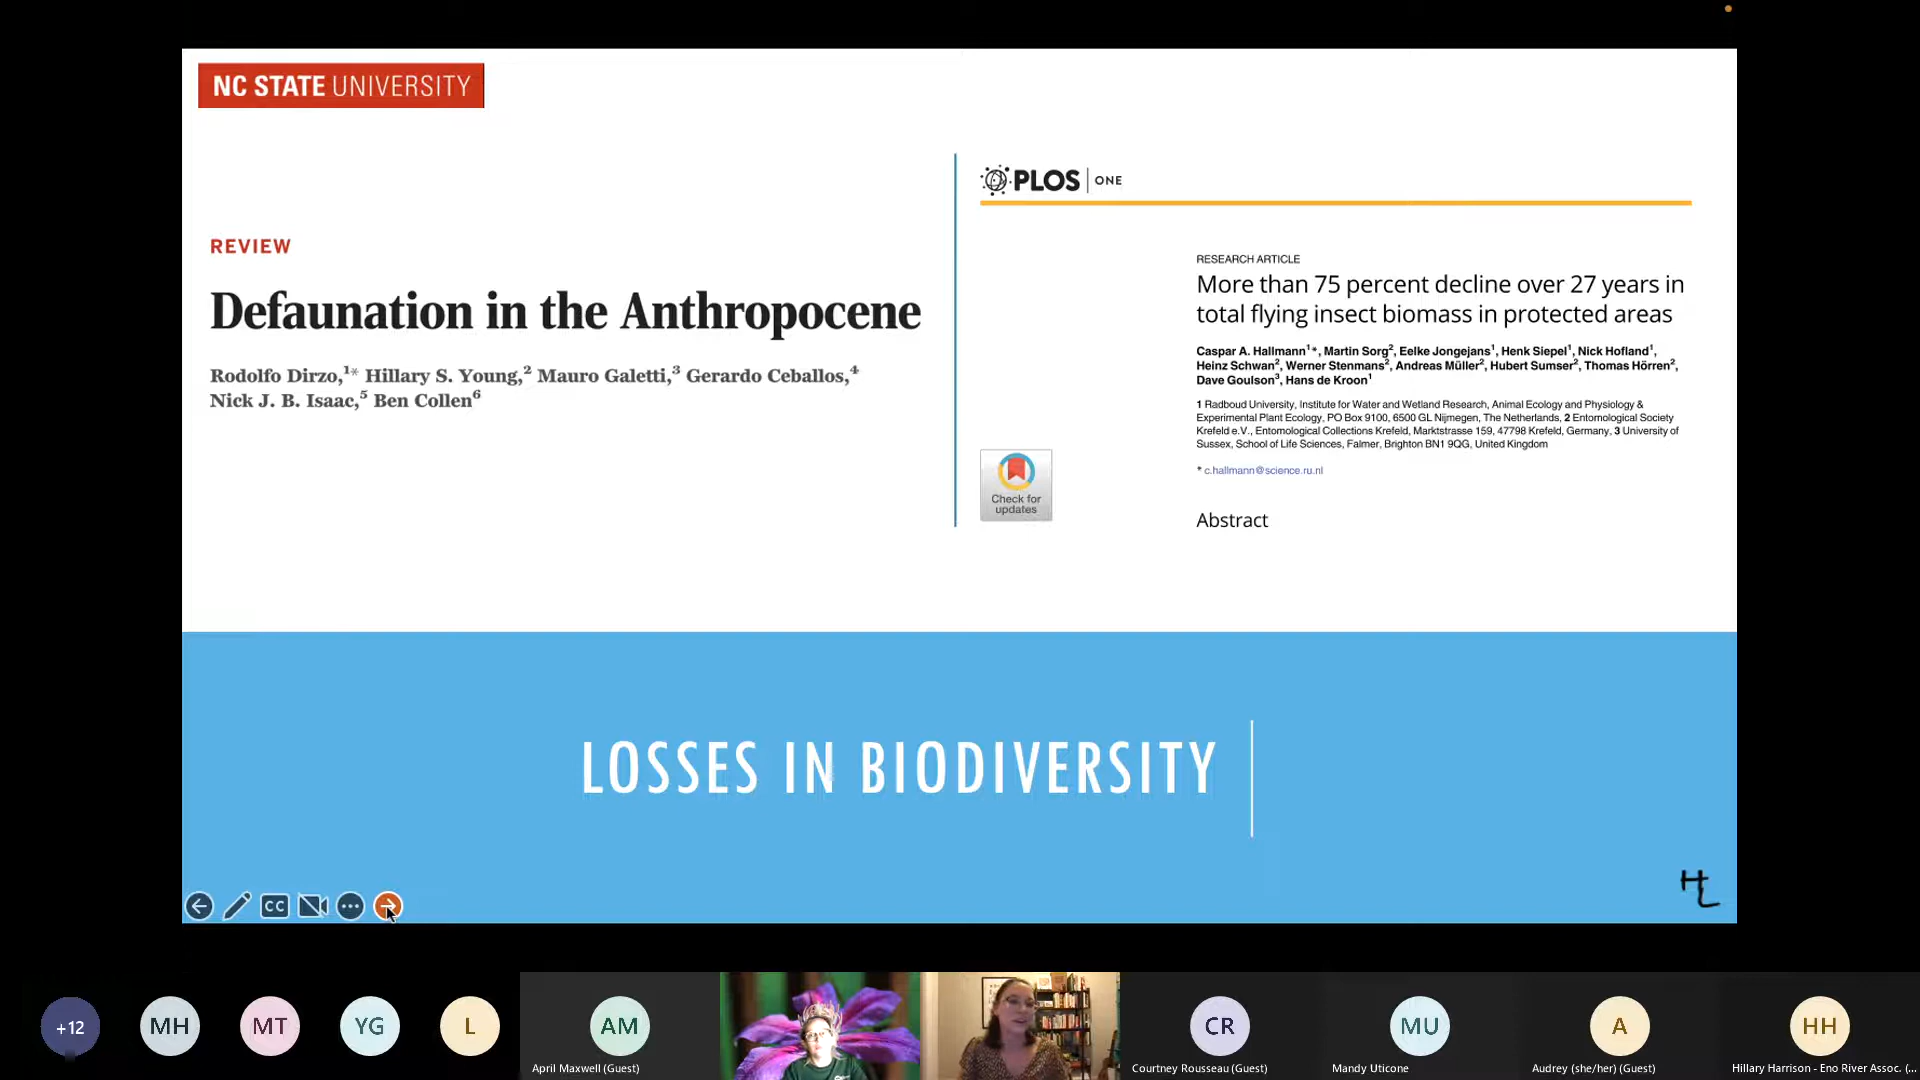 NC STATE UNIVERSITY
REVIEW
Defaunation in the Anthropocene
Rodolfo Dirzo,1* Hillary S. Young,2 Mauro Galetti,3 Gerardo Ceballos,4
Nick J. B. Isaac,5 Ben Collen6
PLOS | ONE
RESEARCH ARTICLE
More than 75 percent decline over 27 years in
total flying insect biomass in protected areas
Caspar A. Hallmann1*, Martin Sorg2, Eelke Jongejans1, Henk Siepel1, Nick Hofland1,
Heinz Schwan2, Werner Stenmans2, Andreas Müller2, Hubert Sumser2, Thomas Hörren2,
Dave Goulson3, Hans de Kroon1
1 Radboud University, Institute for Water and Wetland Research, Animal Ecology and Physiology &
Experimental Plant Ecology, PO Box 9100, 6500 GL Nijmegen, The Netherlands, 2 Entomological Society
Krefeld e.V., Entomological Collections Krefeld, Marktstrasse 159, 47798 Krefeld, Germany, 3 University of
Sussex, School of Life Sciences, Falmer, Brighton BN1 9QG, United Kingdom
* c.hallmann@science.ru.nl
Check for
updates
Abstract
LOSSES IN BIODIVERSITY
HL
CC
+12
MH
MT
YG
L
AM
April Maxwell (Guest)
CR
Courtney Rousseau (Guest)
MU
Mandy Uticone
A
Audrey (she/her) (Guest)
HH
Hillary Harrison - Eno River Assoc. (...